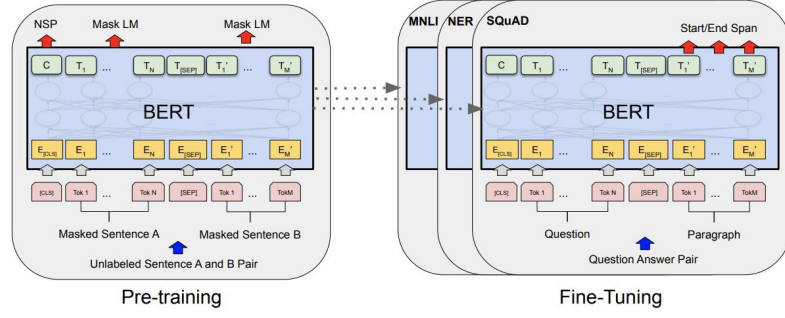 NSP Mask LM Mask LM
C T1 ... TN T[SEP] T1' ... TM'
BERT
E[CLS] E1 ... EN E[SEP] E1' ... EM'
[CLS] Tok 1 ... Tok N [SEP] Tok 1 ... TokM
Masked Sentence A Masked Sentence B
Unlabeled Sentence A and B Pair
Pre-training
MNLI NER SQuAD
Start/End Span
C T1 ... TN T[SEP] T1' ... TM'
BERT
E[CLS] E1 ... EN E[SEP] E1' ... EM'
[CLS] Tok 1 ... Tok N [SEP] Tok 1 ... TokM
Question Paragraph
Question Answer Pair
Fine-Tuning